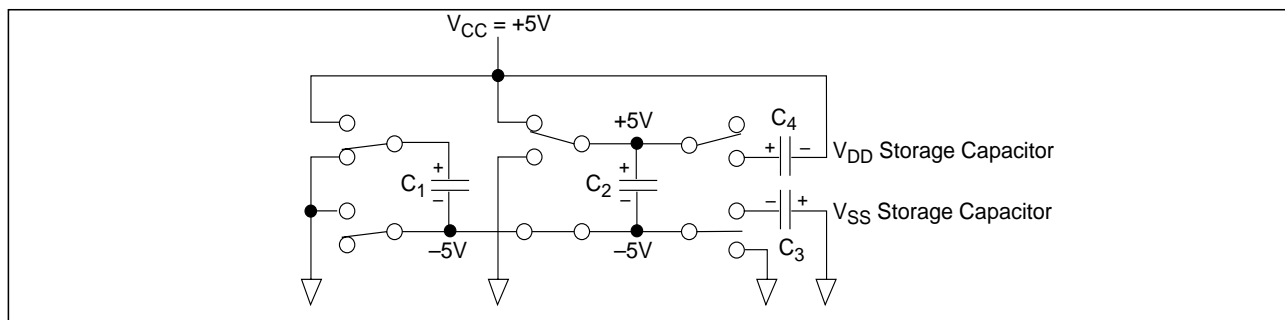 V_CC = +5V
+5V
C_4
+ −
V_DD Storage Capacitor
+
C_1
−
+
C_2
−
− +
V_SS Storage Capacitor
–5V
–5V
C_3